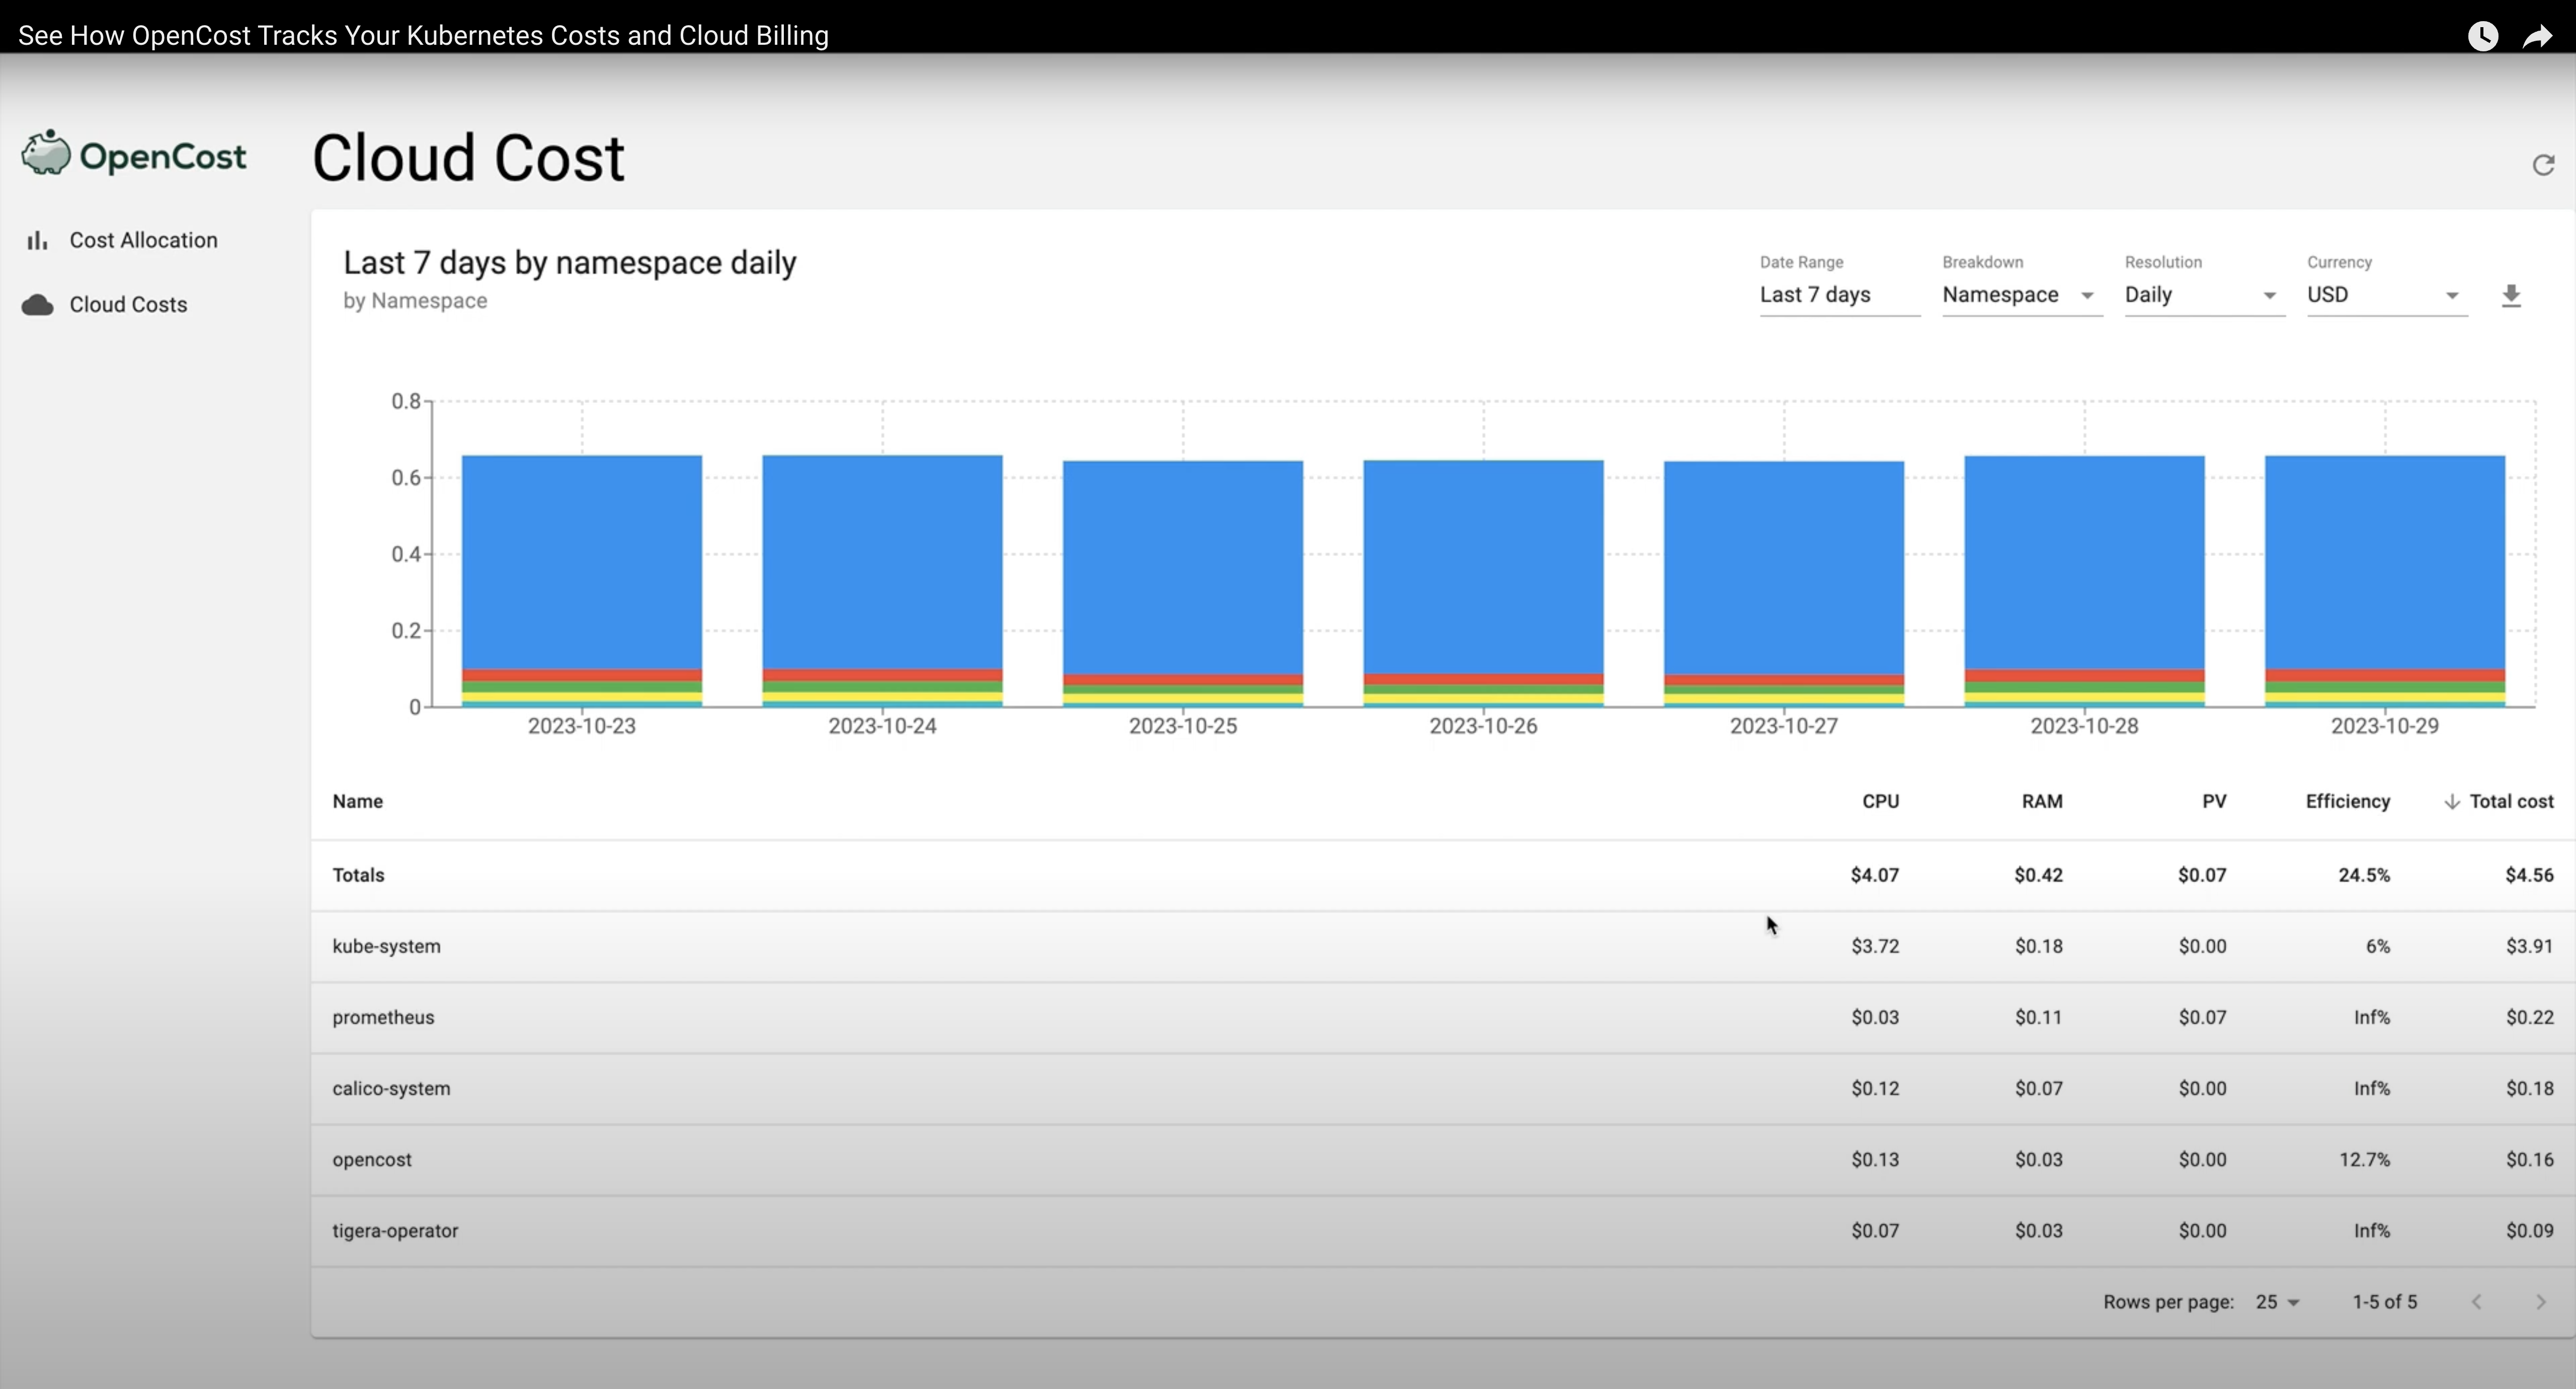 See How OpenCost Tracks Your Kubernetes Costs and Cloud Billing
OpenCost
Cloud Cost
Cost Allocation
Cloud Costs
Last 7 days by namespace daily
by Namespace
Date Range Breakdown Resolution Currency
Last 7 days Namespace Daily USD
0.8
0.6
0.4
0.2
0
2023-10-23 2023-10-24 2023-10-25 2023-10-26 2023-10-27 2023-10-28 2023-10-29
Name CPU RAM PV Efficiency Total cost
Totals $4.07 $0.42 $0.07 24.5% $4.56
kube-system $3.72 $0.18 $0.00 6% $3.91
prometheus $0.03 $0.11 $0.07 Inf% $0.22
calico-system $0.12 $0.07 $0.00 Inf% $0.18
opencost $0.13 $0.03 $0.00 12.7% $0.16
tigera-operator $0.07 $0.03 $0.00 Inf% $0.09
Rows per page: 25 1-5 of 5